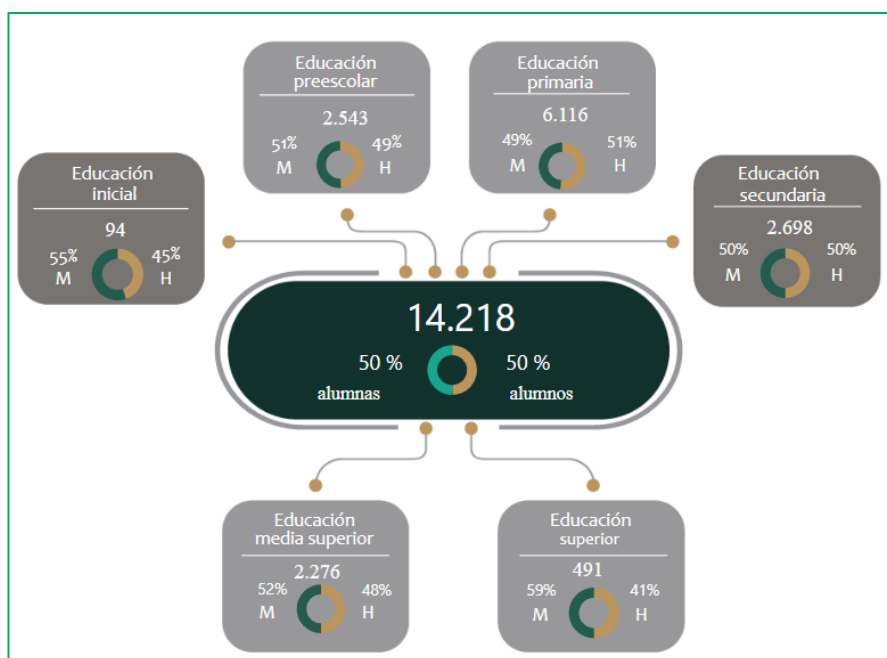 Educación
preescolar
2.543
51% 49%
M H
Educación
primaria
6.116
49% 51%
M H
Educación
inicial
94
55% 45%
M H
Educación
secundaria
2.698
50% 50%
M H
14.218
50 % 50 %
alumnas alumnos
Educación
media superior
2.276
52% 48%
M H
Educación
superior
491
59% 41%
M H